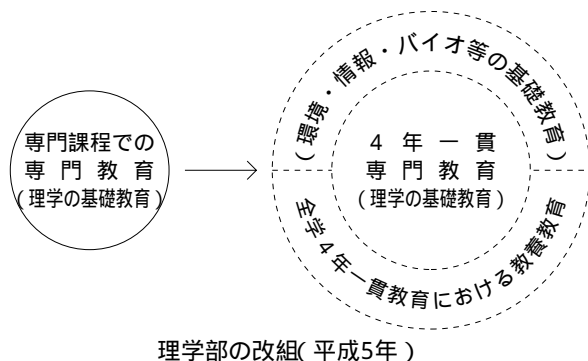 専門課程での
専門教育
(理学の基礎教育)
(環境・情報・バイオ等の基礎教育)
4年一貫
専門教育
(理学の基礎教育)
全学4年一貫教育における教養教育
理学部の改組(平成5年)